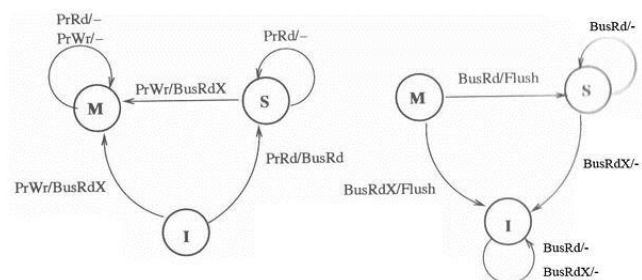 PrRd/–
PrWr/–
PrRd/–
M
PrWr/BusRdX
S
PrWr/BusRdX
PrRd/BusRd
I
BusRd/-
M
BusRd/Flush
S
BusRdX/Flush
BusRdX/-
I
BusRd/-
BusRdX/-